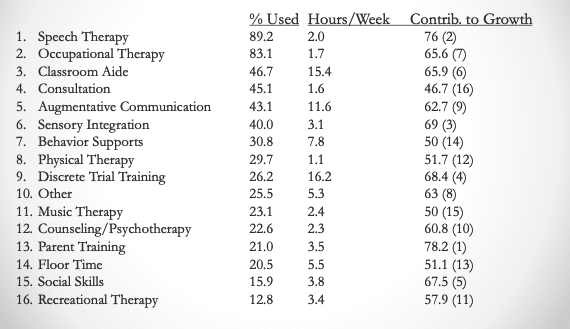 % Used Hours/Week Contrib. to Growth
1. Speech Therapy 89.2 2.0 76 (2)
2. Occupational Therapy 83.1 1.7 65.6 (7)
3. Classroom Aide 46.7 15.4 65.9 (6)
4. Consultation 45.1 1.6 46.7 (16)
5. Augmentative Communication 43.1 11.6 62.7 (9)
6. Sensory Integration 40.0 3.1 69 (3)
7. Behavior Supports 30.8 7.8 50 (14)
8. Physical Therapy 29.7 1.1 51.7 (12)
9. Discrete Trial Training 26.2 16.2 68.4 (4)
10. Other 25.5 5.3 63 (8)
11. Music Therapy 23.1 2.4 50 (15)
12. Counseling/Psychotherapy 22.6 2.3 60.8 (10)
13. Parent Training 21.0 3.5 78.2 (1)
14. Floor Time 20.5 5.5 51.1 (13)
15. Social Skills 15.9 3.8 67.5 (5)
16. Recreational Therapy 12.8 3.4 57.9 (11)